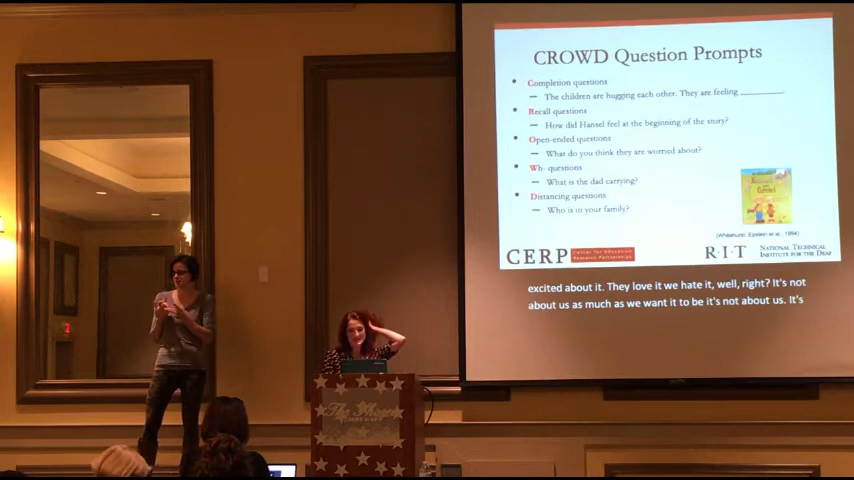 CROWD Question Prompts
• Completion questions
– The children are hugging each other. They are feeling ________
• Recall questions
– How did Hansel feel at the beginning of the story?
• Open-ended questions
– What do you think they are worried about?
• Wh- questions
– What is the dad carrying?
• Distancing questions
– Who is in your family?
(Whitehurst, Epstein et al., 1994)
CERP Center for Education Research Partnerships
R·I·T NATIONAL TECHNICAL INSTITUTE FOR THE DEAF
excited about it. They love it we hate it, well, right? It's not
about us as much as we want it to be it's not about us. It's